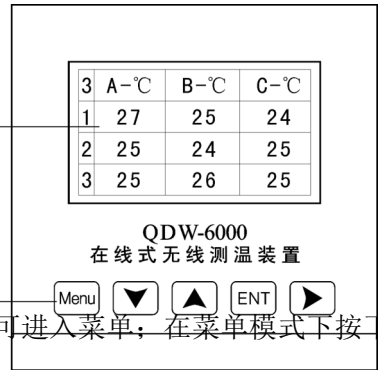 3 A-℃ B-℃ C-℃
1 27 25 24
2 25 24 25
3 25 26 25
QDW-6000
在线式无线测温装置
Menu ▼ ▲ ENT ▶
可进入菜单；在菜单模式下按下